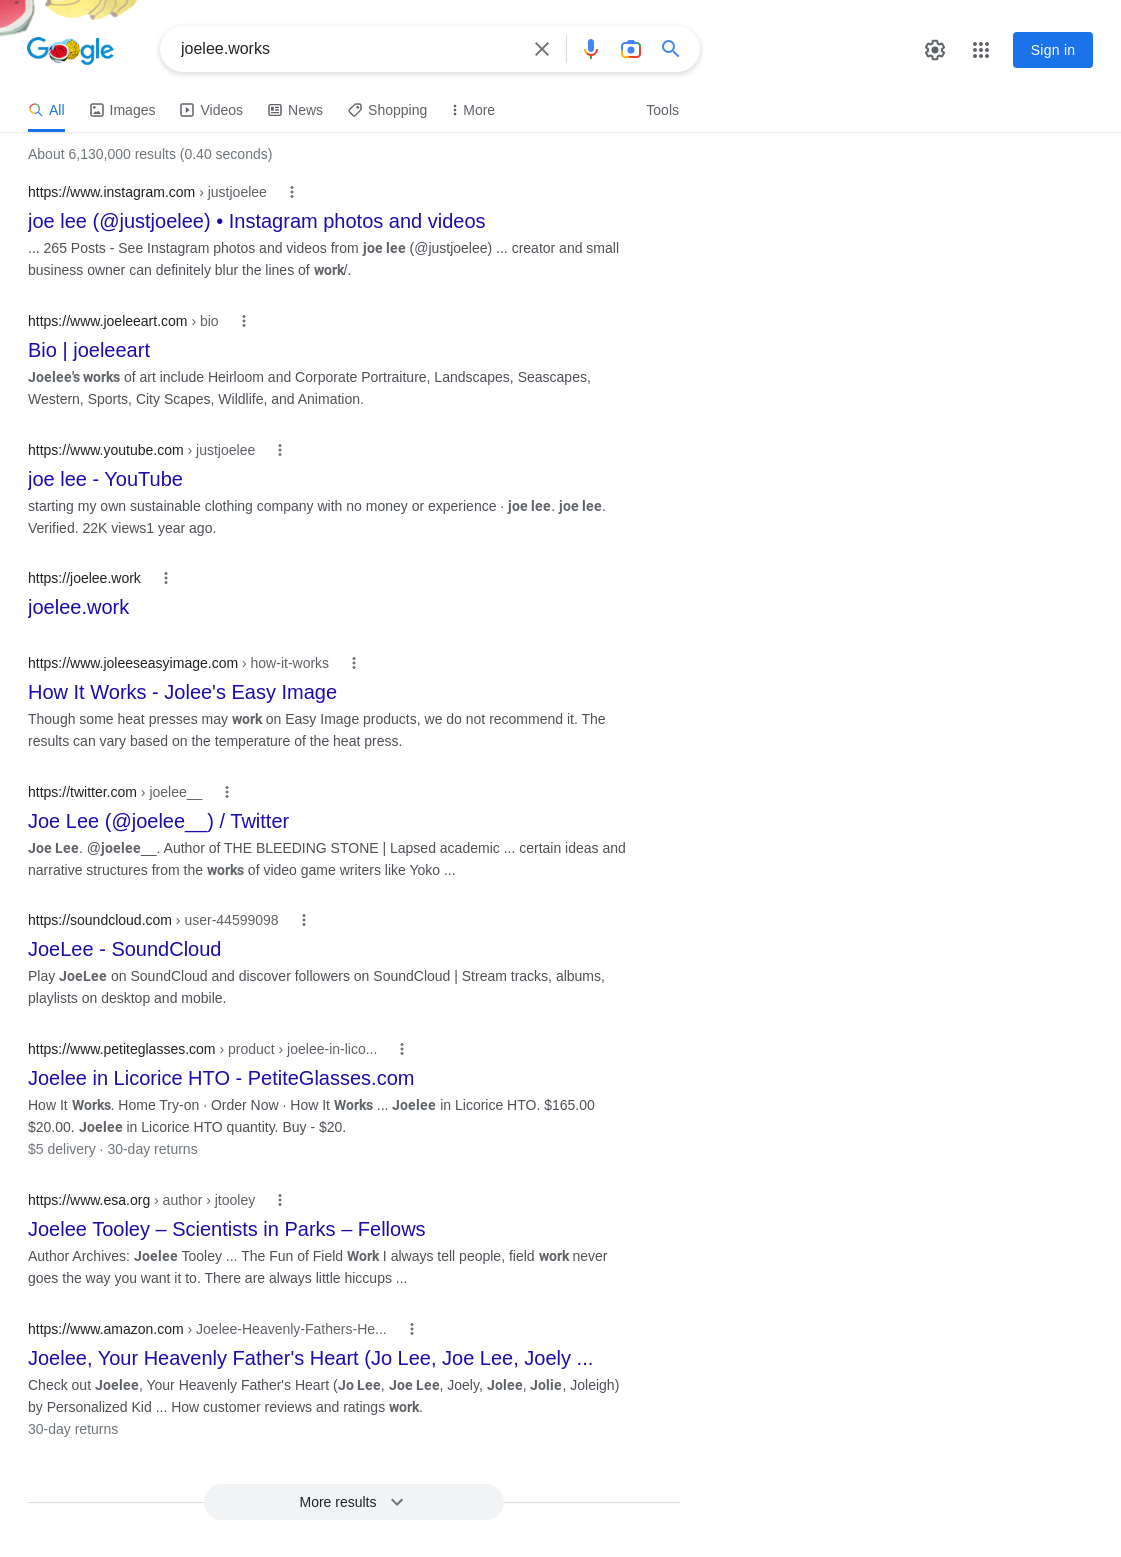 Google
joelee.works
Sign in
All
Images
Videos
News
Shopping
More
Tools
About 6,130,000 results (0.40 seconds)
https://www.instagram.com › justjoelee
joe lee (@justjoelee) • Instagram photos and videos
... 265 Posts - See Instagram photos and videos from joe lee (@justjoelee) ... creator and small
business owner can definitely blur the lines of work/.
https://www.joeleeart.com › bio
Bio | joeleeart
Joelee's works of art include Heirloom and Corporate Portraiture, Landscapes, Seascapes,
Western, Sports, City Scapes, Wildlife, and Animation.
https://www.youtube.com › justjoelee
joe lee - YouTube
starting my own sustainable clothing company with no money or experience · joe lee. joe lee.
Verified. 22K views1 year ago.
https://joelee.work
joelee.work
https://www.joleeseasyimage.com › how-it-works
How It Works - Jolee's Easy Image
Though some heat presses may work on Easy Image products, we do not recommend it. The
results can vary based on the temperature of the heat press.
https://twitter.com › joelee__
Joe Lee (@joelee__) / Twitter
Joe Lee. @joelee__. Author of THE BLEEDING STONE | Lapsed academic ... certain ideas and
narrative structures from the works of video game writers like Yoko ...
https://soundcloud.com › user-44599098
JoeLee - SoundCloud
Play JoeLee on SoundCloud and discover followers on SoundCloud | Stream tracks, albums,
playlists on desktop and mobile.
https://www.petiteglasses.com › product › joelee-in-lico...
Joelee in Licorice HTO - PetiteGlasses.com
How It Works. Home Try-on · Order Now · How It Works ... Joelee in Licorice HTO. $165.00
$20.00. Joelee in Licorice HTO quantity. Buy - $20.
$5 delivery · 30-day returns
https://www.esa.org › author › jtooley
Joelee Tooley – Scientists in Parks – Fellows
Author Archives: Joelee Tooley ... The Fun of Field Work I always tell people, field work never
goes the way you want it to. There are always little hiccups ...
https://www.amazon.com › Joelee-Heavenly-Fathers-He...
Joelee, Your Heavenly Father's Heart (Jo Lee, Joe Lee, Joely ...
Check out Joelee, Your Heavenly Father's Heart (Jo Lee, Joe Lee, Joely, Jolee, Jolie, Joleigh)
by Personalized Kid ... How customer reviews and ratings work.
30-day returns
More results